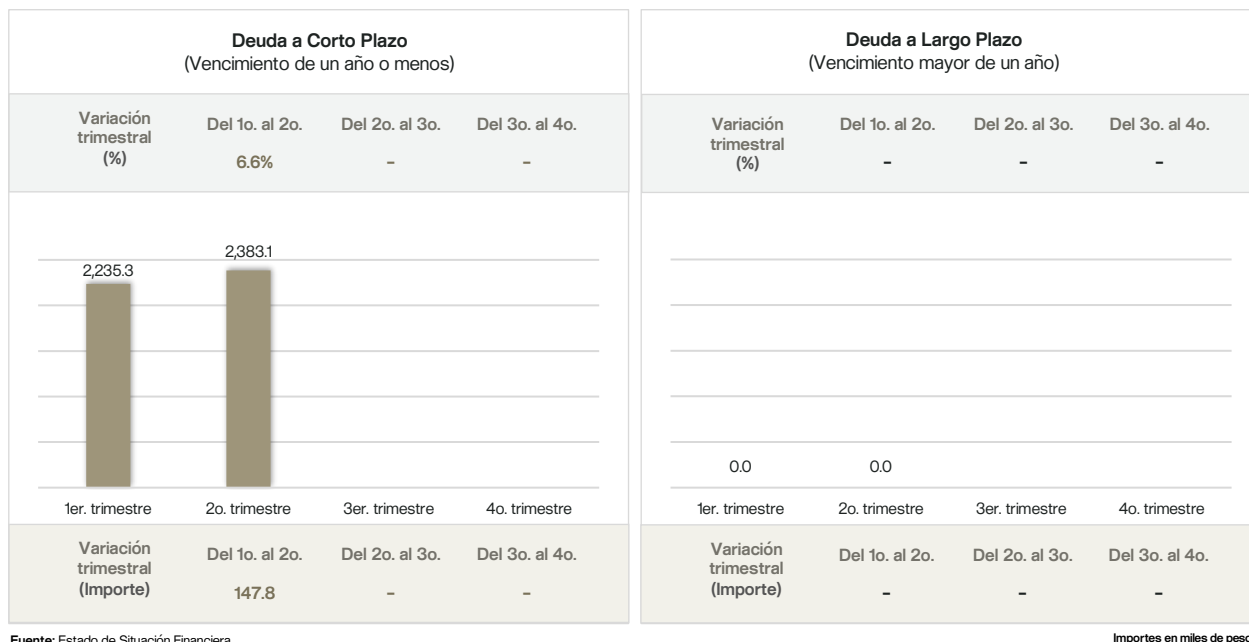 Deuda a Corto Plazo
(Vencimiento de un año o menos)
Variación
trimestral
(%)
Del 1o. al 2o.
Del 2o. al 3o.
Del 3o. al 4o.
6.6%
–
–
2,235.3
2,383.1
1er. trimestre
2o. trimestre
3er. trimestre
4o. trimestre
Variación
trimestral
(Importe)
Del 1o. al 2o.
Del 2o. al 3o.
Del 3o. al 4o.
147.8
–
–
Deuda a Largo Plazo
(Vencimiento mayor de un año)
Variación
trimestral
(%)
Del 1o. al 2o.
Del 2o. al 3o.
Del 3o. al 4o.
–
–
–
0.0
0.0
1er. trimestre
2o. trimestre
3er. trimestre
4o. trimestre
Variación
trimestral
(Importe)
Del 1o. al 2o.
Del 2o. al 3o.
Del 3o. al 4o.
–
–
–
Fuente: Estado de Situación Financiera
Importes en miles de peso